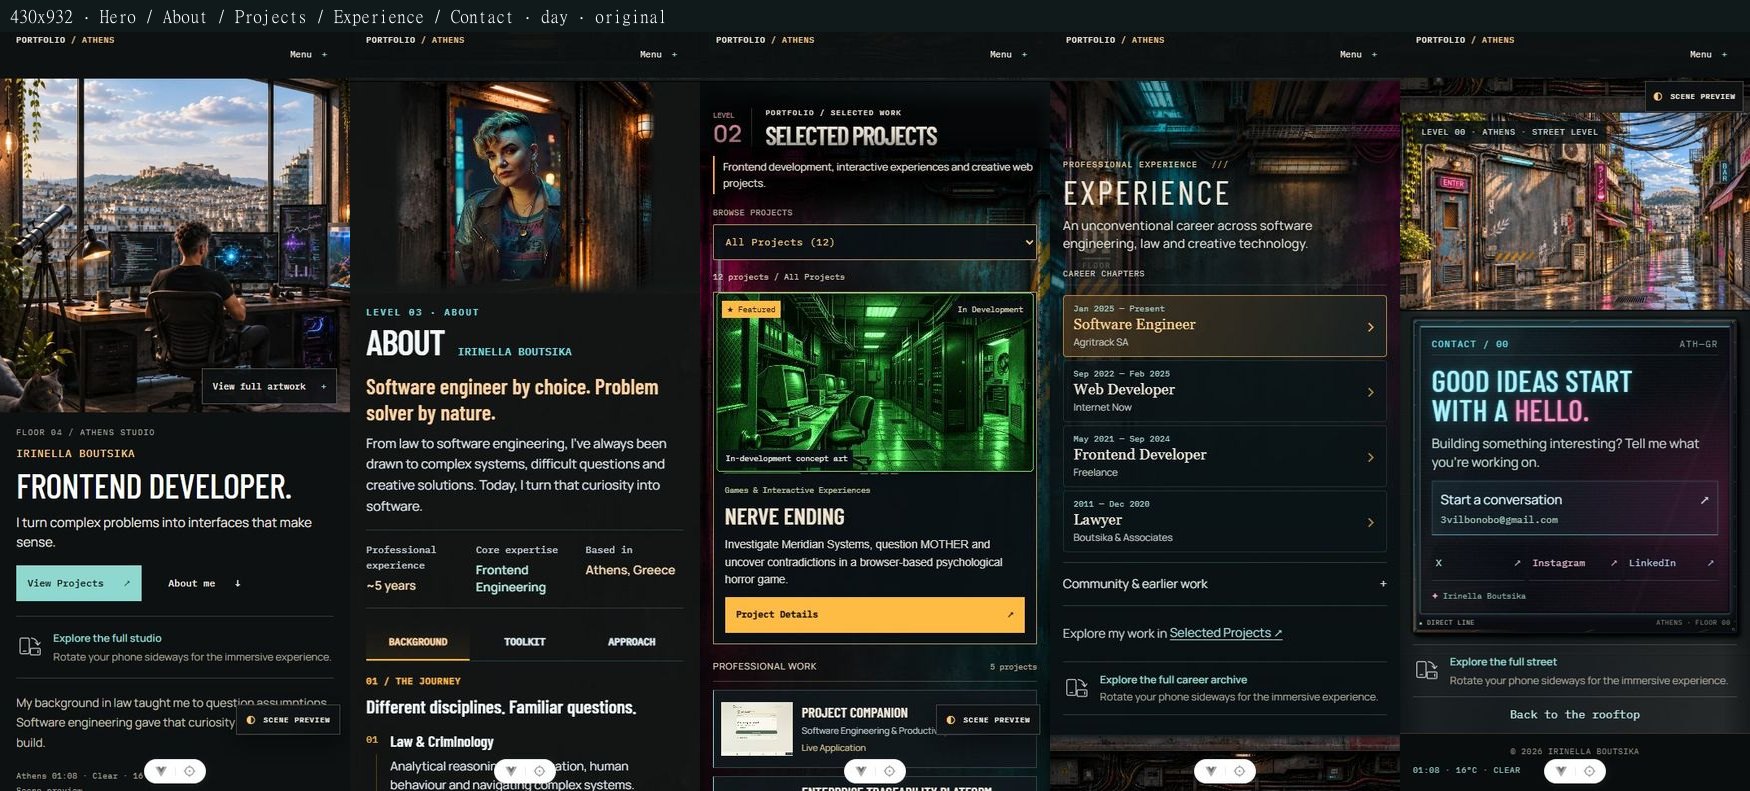 430x932 · Hero / About / Projects / Experience / Contact · day · original
PORTFOLIO / ATHENS
Menu +
View full artwork +
FLOOR 04 / ATHENS STUDIO
IRINELLA BOUTSIKA
FRONTEND DEVELOPER.
I turn complex problems into interfaces that make
sense.
View Projects ↗
About me ↓
Explore the full studio
Rotate your phone sideways for the immersive experience.
My background in law taught me to question assumptions.
Software engineering gave that curiosity
build.
SCENE PREVIEW
Athens 01:08 · Clear · 16
PORTFOLIO / ATHENS
Menu +
LEVEL 03 · ABOUT
ABOUT IRINELLA BOUTSIKA
Software engineer by choice. Problem
solver by nature.
From law to software engineering, I've always been
drawn to complex systems, difficult questions and
creative solutions. Today, I turn that curiosity into
software.
Professional
experience
~5 years
Core expertise
Frontend
Engineering
Based in
Athens, Greece
BACKGROUND TOOLKIT APPROACH
01 / THE JOURNEY
Different disciplines. Familiar questions.
01 Law & Criminology
Analytical reasoning, human
behaviour and navigating complex systems.
PORTFOLIO / ATHENS
Menu +
LEVEL
02
PORTFOLIO / SELECTED WORK
SELECTED PROJECTS
Frontend development, interactive experiences and creative web
projects.
BROWSE PROJECTS
All Projects (12)
12 projects / All Projects
★ Featured
In Development
In-development concept art
Games & Interactive Experiences
NERVE ENDING
Investigate Meridian Systems, question MOTHER and
uncover contradictions in a browser-based psychological
horror game.
Project Details ↗
PROFESSIONAL WORK 5 projects
PROJECT COMPANION
Software Engineering & Productiv
Live Application
SCENE PREVIEW
ENTERPRISE TRACEABILITY PLATFORM
PORTFOLIO / ATHENS
Menu +
PROFESSIONAL EXPERIENCE ///
EXPERIENCE
An unconventional career across software
engineering, law and creative technology.
FLOOR
CAREER CHAPTERS
Jan 2025 — Present
Software Engineer
Agritrack SA
Sep 2022 — Feb 2025
Web Developer
Internet Now
May 2021 — Sep 2024
Frontend Developer
Freelance
2011 — Dec 2020
Lawyer
Boutsika & Associates
Community & earlier work +
Explore my work in Selected Projects ↗
Explore the full career archive
Rotate your phone sideways for the immersive experience.
PORTFOLIO / ATHENS
Menu +
SCENE PREVIEW
LEVEL 00 · ATHENS · STREET LEVEL
ENTER
BAR
CONTACT / 00 ATH—GR
GOOD IDEAS START
WITH A HELLO.
Building something interesting? Tell me what
you're working on.
Start a conversation ↗
3vilbonobo@gmail.com
X ↗ Instagram ↗ LinkedIn ↗
✦ Irinella Boutsika
DIRECT LINE ATHENS · FLOOR 00
Explore the full street
Rotate your phone sideways for the immersive experience.
Back to the rooftop
© 2026 IRINELLA BOUTSIKA
01:08 · 16°C · CLEAR